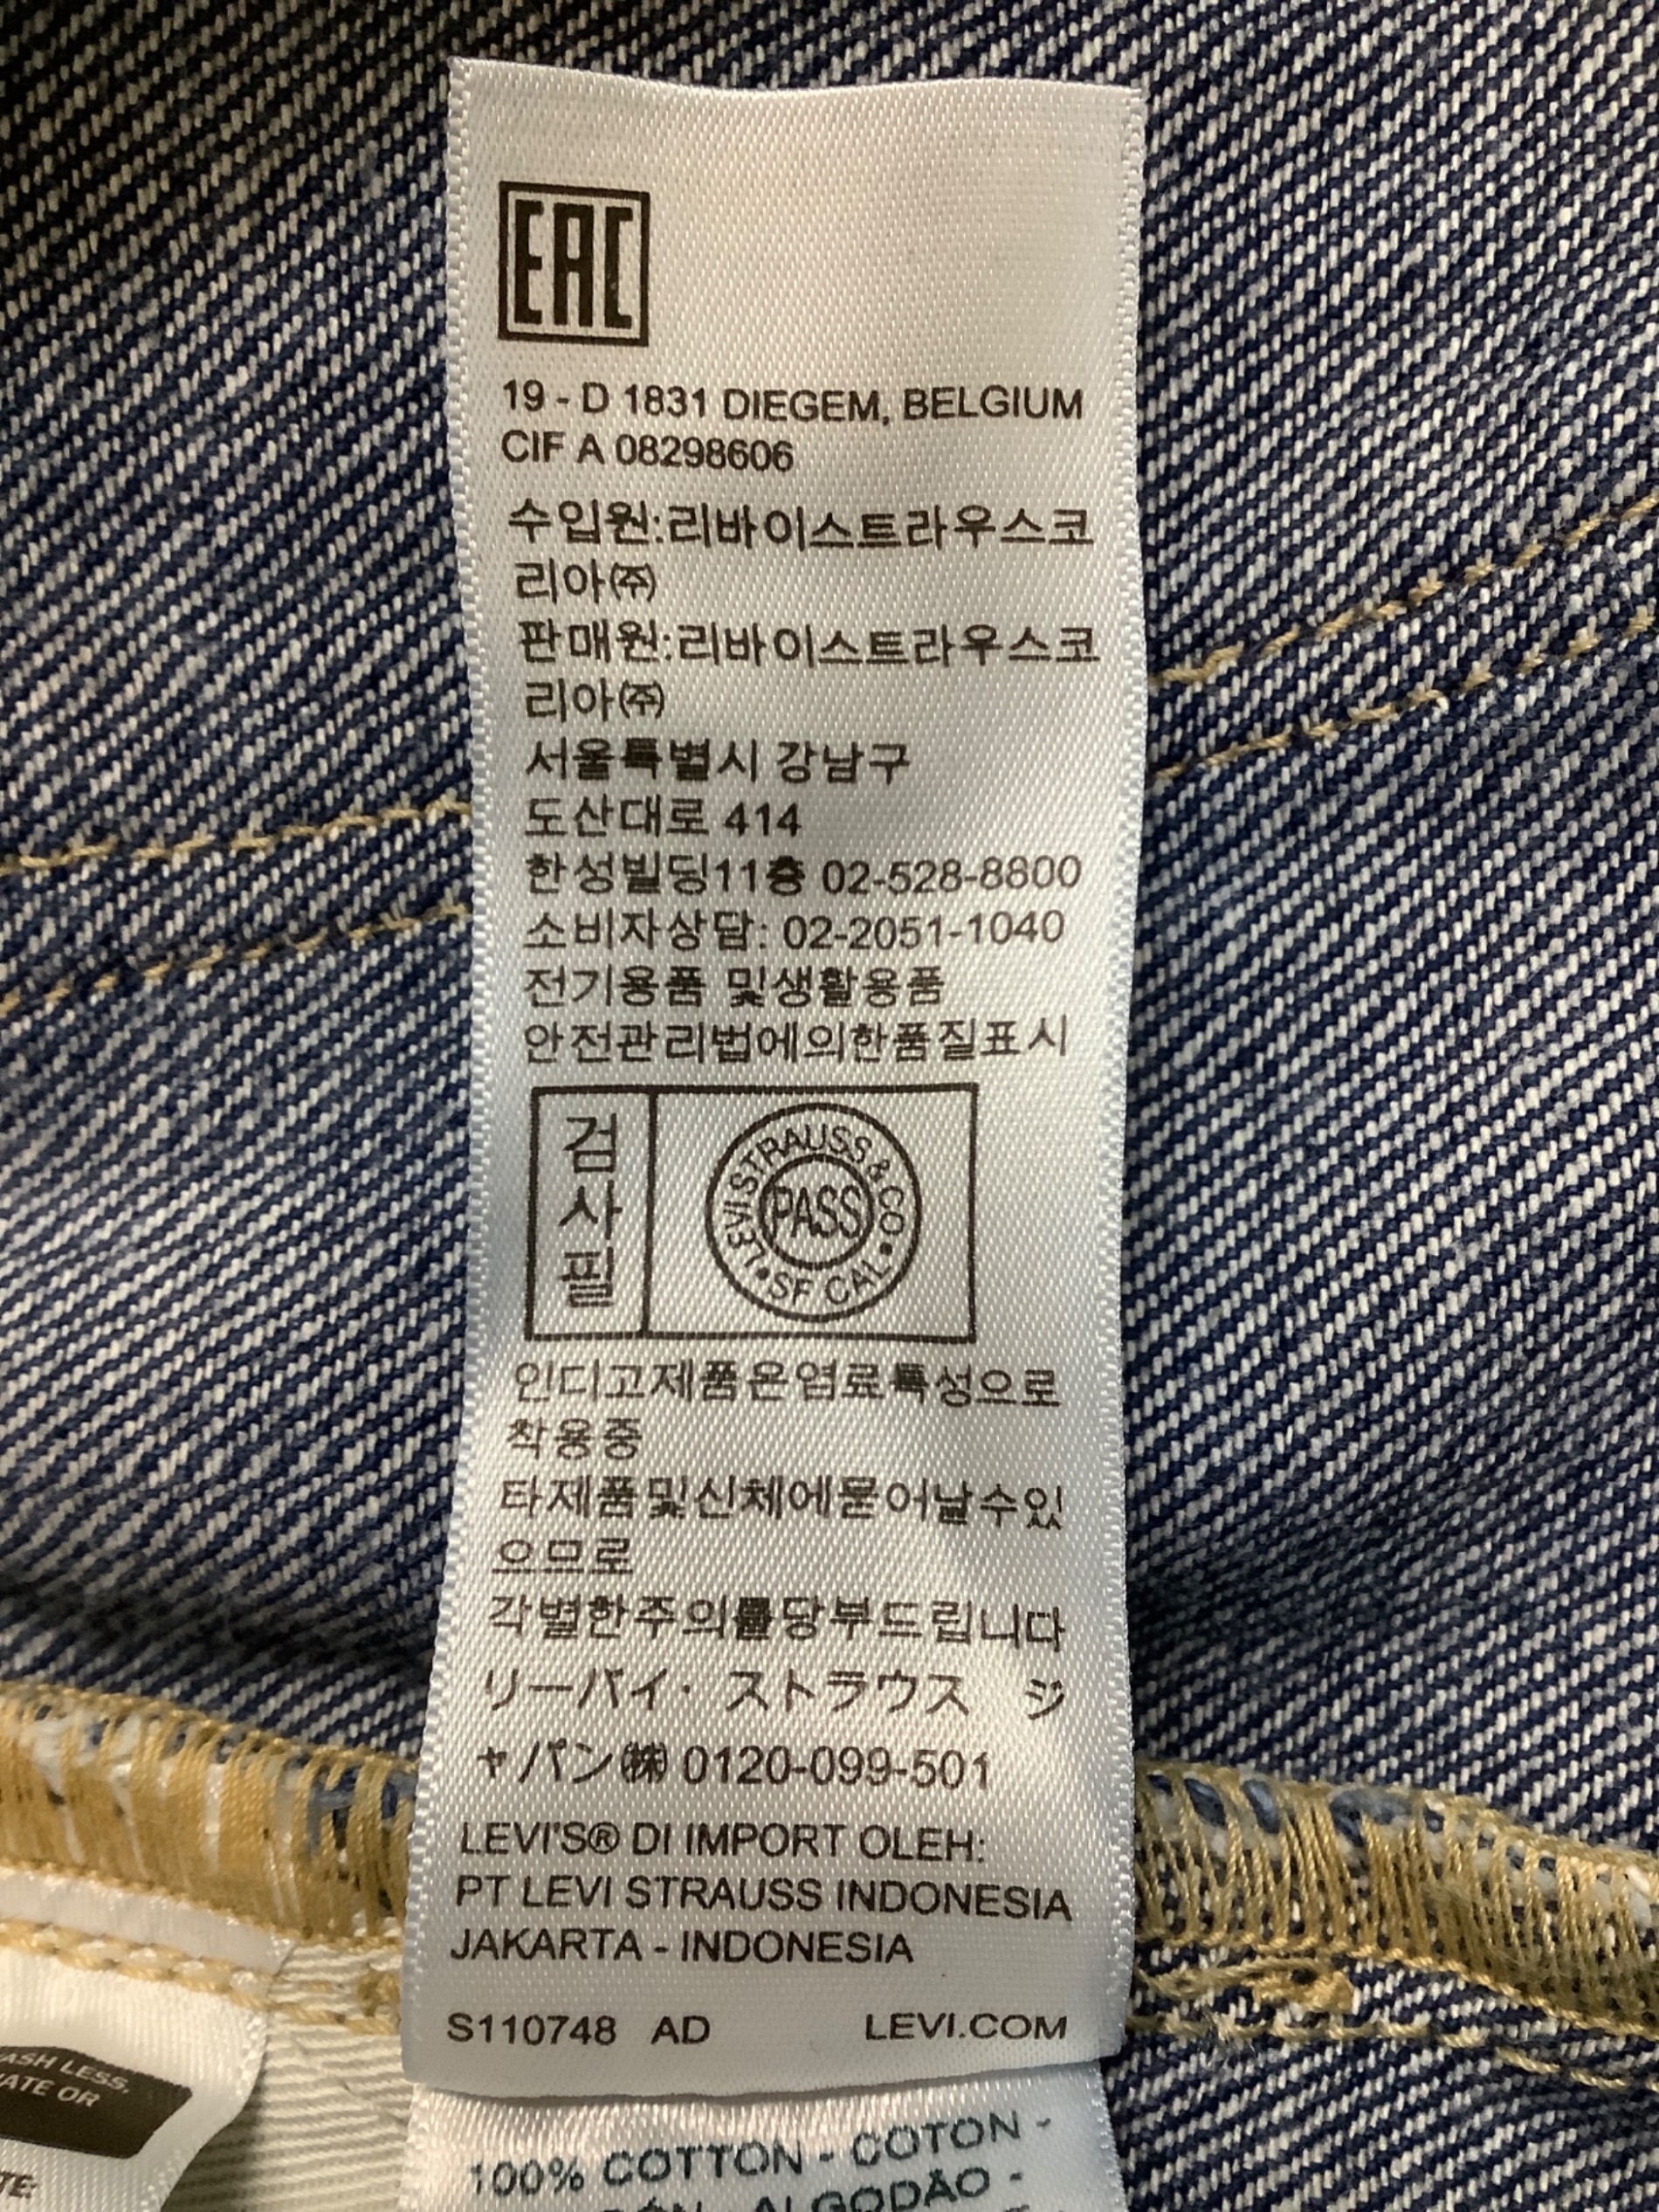 EAC
19 - D 1831 DIEGEM, BELGIUM
CIF A 08298606
수입원:리바이스트라우스코
리아㈜
판매원:리바이스트라우스코
리아㈜
서울특별시 강남구
도산대로 414
한성빌딩11층 02-528-8800
소비자상담: 02-2051-1040
전기용품 및생활용품
안전관리법에의한품질표시
검사필
LEVI STRAUSS & CO • SF CAL •
PASS
인디고제품은염료특성으로
착용중
타제품및신체에묻어날수있
으므로
각별한주의를당부드립니다
リーバイ・ ストラウス ジ
ャパン㈱ 0120-099-501
LEVI'S® DI IMPORT OLEH:
PT LEVI STRAUSS INDONESIA
JAKARTA - INDONESIA
S110748 AD LEVI.COM
ASH LESS,
ATE OR
TE:
100% COTTON - COTON -
ALGODÃO -